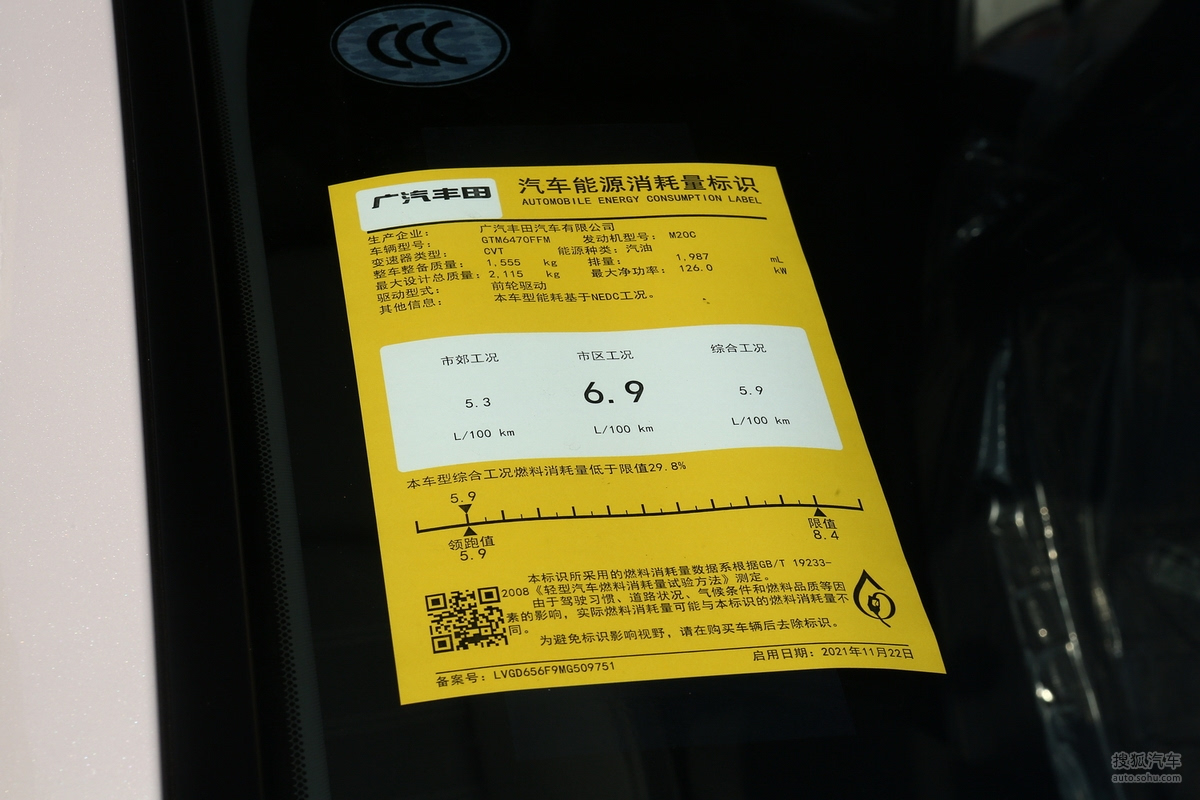 CCC
广汽丰田
汽车能源消耗量标识
AUTOMOBILE ENERGY CONSUMPTION LABEL
生产企业: 广汽丰田汽车有限公司
车辆型号: GTM6470FFM 发动机型号: M20C
变速器类型: CVT 能源种类: 汽油
整车整备质量: 1,555 kg 排量: 1,987 mL
最大设计总质量: 2,115 kg 最大净功率: 126.0 kW
驱动型式: 前轮驱动
其他信息: 本车型能耗基于NEDC工况。
市郊工况 市区工况 综合工况
5.3 6.9 5.9
L/100 km L/100 km L/100 km
本车型综合工况燃料消耗量低于限值29.8%
5.9
领跑值 限值
5.9 8.4
本标识所采用的燃料消耗量数据系根据GB/T 19233-
2008《轻型汽车燃料消耗量试验方法》测定。
由于驾驶习惯、道路状况、气候条件和燃料品质等因
素的影响，实际燃料消耗量可能与本标识的燃料消耗量不
同。
为避免标识影响视野，请在购买车辆后去除标识。
备案号: LVGD656F9MG509751 启用日期: 2021年11月22日
搜狐汽车
auto.sohu.com